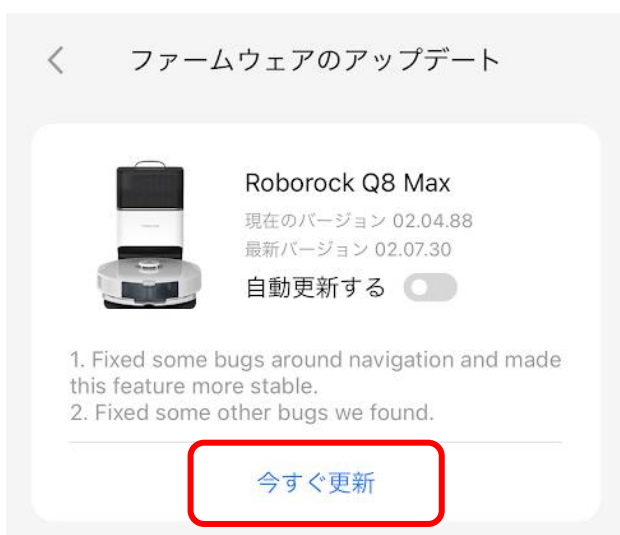 ファームウェアのアップデート
Roborock Q8 Max
現在のバージョン 02.04.88
最新バージョン 02.07.30
自動更新する
1. Fixed some bugs around navigation and made
this feature more stable.
2. Fixed some other bugs we found.
今すぐ更新